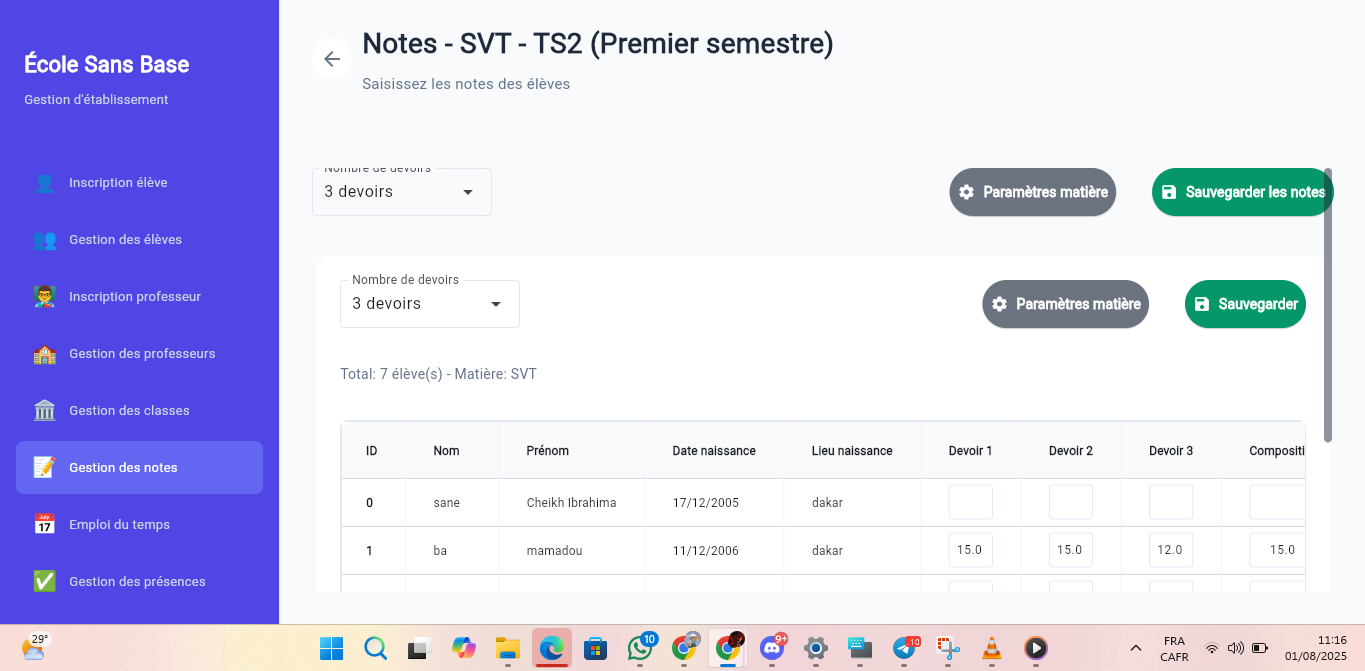 École Sans Base
Gestion d'établissement
Inscription élève
Gestion des élèves
Inscription professeur
Gestion des professeurs
Gestion des classes
Gestion des notes
July
17
Emploi du temps
Gestion des présences
Notes - SVT - TS2 (Premier semestre)
Saisissez les notes des élèves
Nombre de devoirs
3 devoirs
Paramètres matière
Sauvegarder les notes
Nombre de devoirs
3 devoirs
Paramètres matière
Sauvegarder
Total: 7 élève(s) - Matière: SVT
ID Nom Prénom Date naissance Lieu naissance Devoir 1 Devoir 2 Devoir 3 Compositi
0 sane Cheikh Ibrahima 17/12/2005 dakar
1 ba mamadou 11/12/2006 dakar 15.0 15.0 12.0 15.0
29°
10
9+
10
FRA
CAFR
11:16
01/08/2025